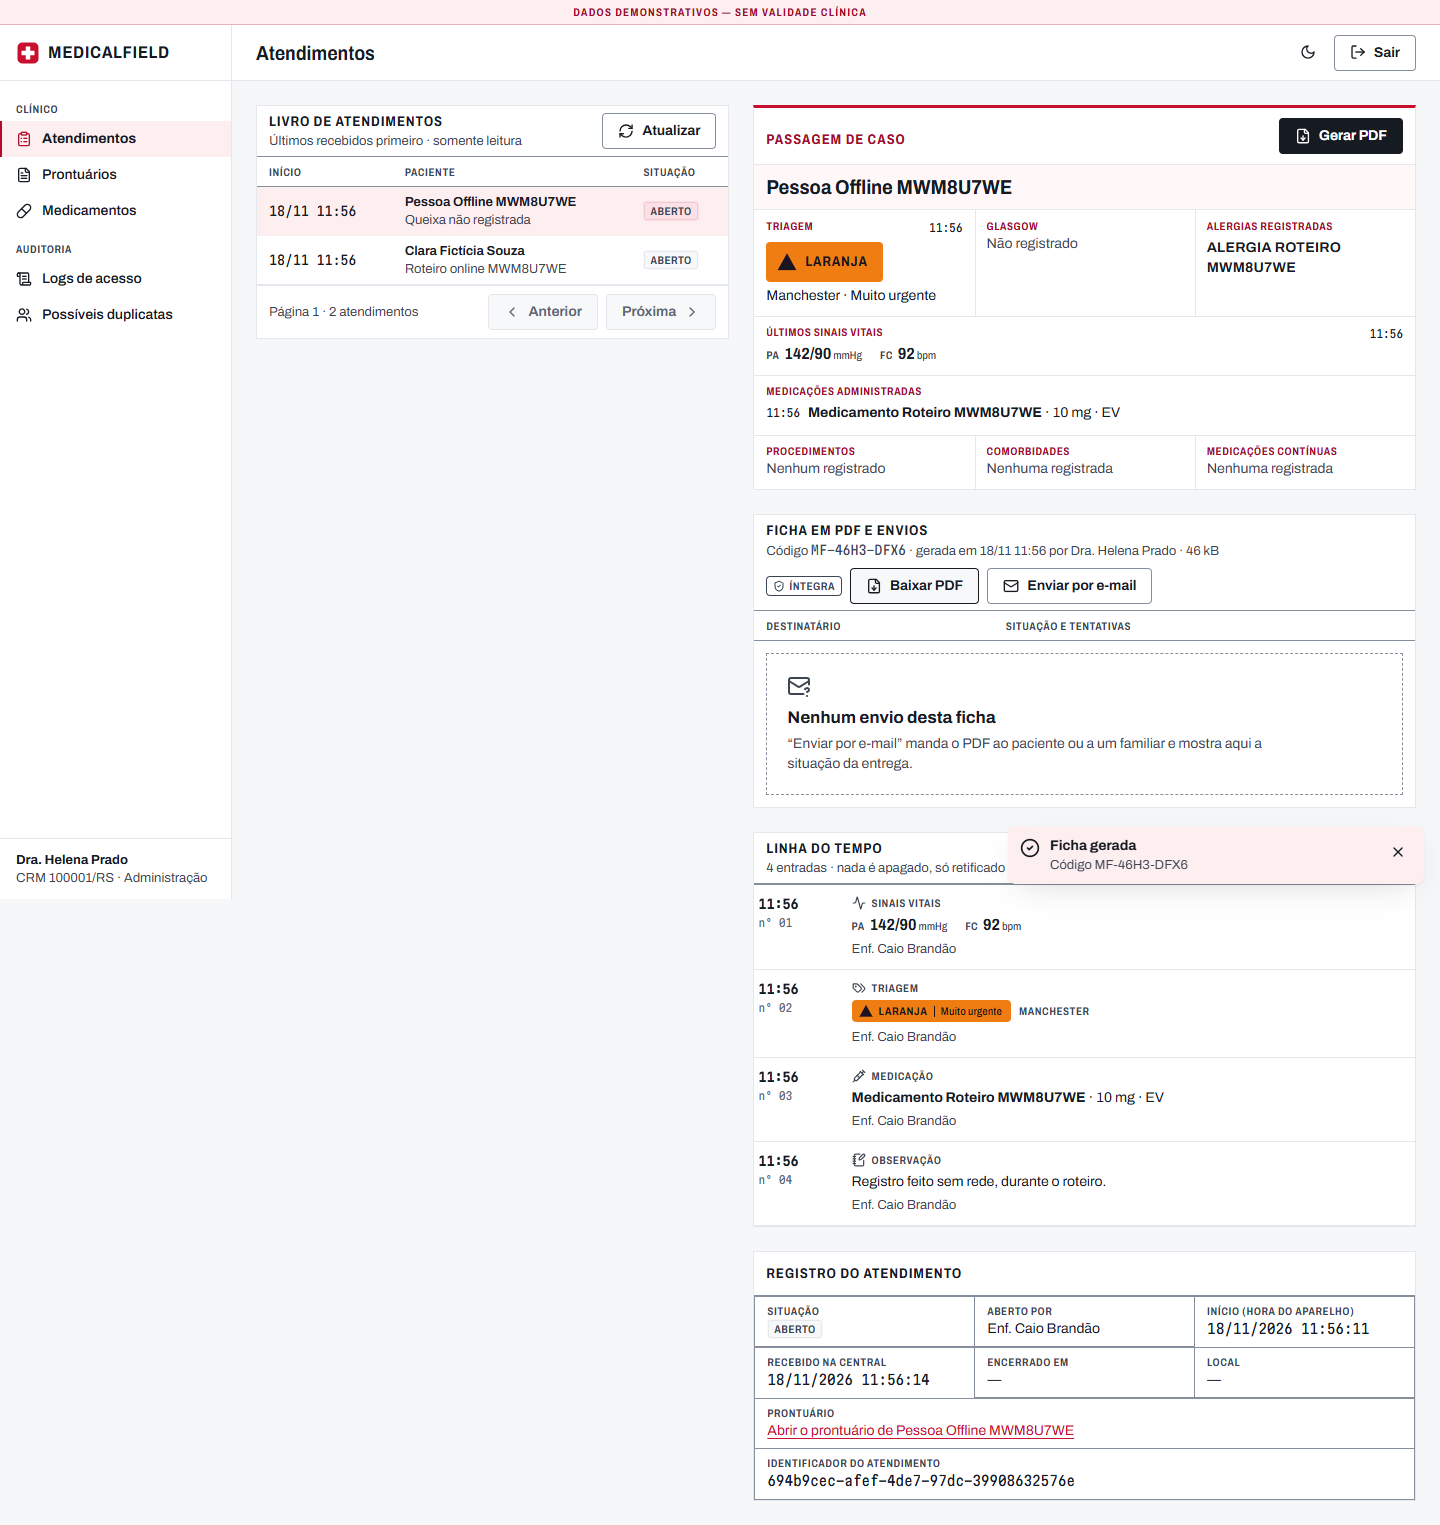 DADOS DEMONSTRATIVOS — SEM VALIDADE CLÍNICA
MEDICALFIELD
Atendimentos
Sair
CLÍNICO
Atendimentos
Prontuários
Medicamentos
AUDITORIA
Logs de acesso
Possíveis duplicatas
Dra. Helena Prado
CRM 100001/RS · Administração
LIVRO DE ATENDIMENTOS
Últimos recebidos primeiro · somente leitura
Atualizar
INÍCIO PACIENTE SITUAÇÃO
18/11 11:56 Pessoa Offline MWM8U7WE ABERTO
Queixa não registrada
18/11 11:56 Clara Fictícia Souza ABERTO
Roteiro online MWM8U7WE
Página 1 · 2 atendimentos Anterior Próxima
PASSAGEM DE CASO Gerar PDF
Pessoa Offline MWM8U7WE
TRIAGEM 11:56
LARANJA
Manchester · Muito urgente
GLASGOW
Não registrado
ALERGIAS REGISTRADAS
ALERGIA ROTEIRO
MWM8U7WE
ÚLTIMOS SINAIS VITAIS 11:56
PA 142/90 mmHg FC 92 bpm
MEDICAÇÕES ADMINISTRADAS
11:56 Medicamento Roteiro MWM8U7WE · 10 mg · EV
PROCEDIMENTOS
Nenhum registrado
COMORBIDADES
Nenhuma registrada
MEDICAÇÕES CONTÍNUAS
Nenhuma registrada
FICHA EM PDF E ENVIOS
Código MF-46H3-DFX6 · gerada em 18/11 11:56 por Dra. Helena Prado · 46 kB
ÍNTEGRA Baixar PDF Enviar por e-mail
DESTINATÁRIO SITUAÇÃO E TENTATIVAS
Nenhum envio desta ficha
“Enviar por e-mail” manda o PDF ao paciente ou a um familiar e mostra aqui a
situação da entrega.
LINHA DO TEMPO
4 entradas · nada é apagado, só retificado
Ficha gerada
Código MF-46H3-DFX6
11:56 SINAIS VITAIS
n° 01 PA 142/90 mmHg FC 92 bpm
Enf. Caio Brandão
11:56 TRIAGEM
n° 02 LARANJA | Muito urgente MANCHESTER
Enf. Caio Brandão
11:56 MEDICAÇÃO
n° 03 Medicamento Roteiro MWM8U7WE · 10 mg · EV
Enf. Caio Brandão
11:56 OBSERVAÇÃO
n° 04 Registro feito sem rede, durante o roteiro.
Enf. Caio Brandão
REGISTRO DO ATENDIMENTO
SITUAÇÃO
ABERTO
ABERTO POR
Enf. Caio Brandão
INÍCIO (HORA DO APARELHO)
18/11/2026 11:56:11
RECEBIDO NA CENTRAL
18/11/2026 11:56:14
ENCERRADO EM
—
LOCAL
—
PRONTUÁRIO
Abrir o prontuário de Pessoa Offline MWM8U7WE
IDENTIFICADOR DO ATENDIMENTO
694b9cec-afef-4de7-97dc-39908632576e